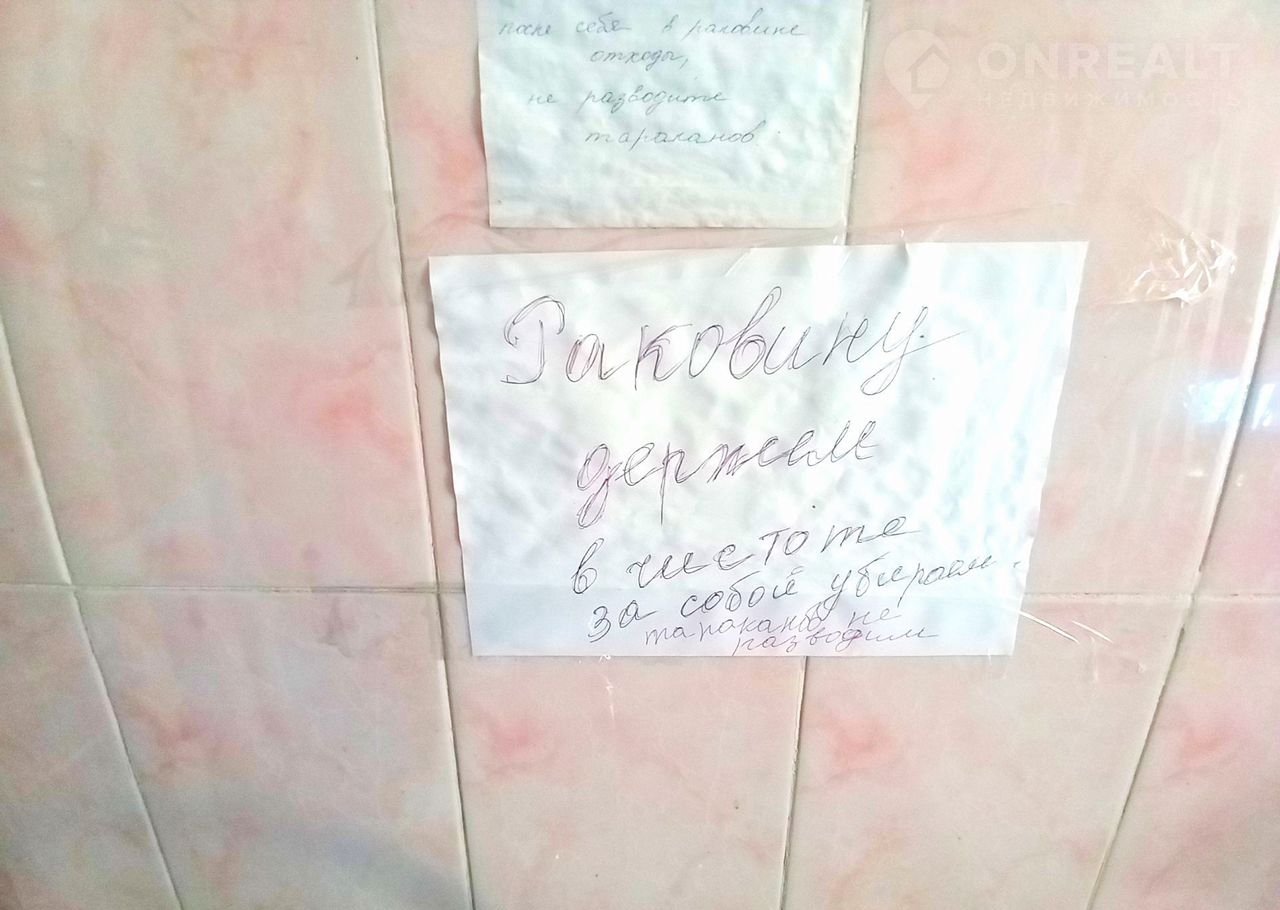 после себя в раковине
отходы,
не разводите
тараканов.
ONREALT
НЕДВИЖИМОСТЬ
Раковину
держим
в чистоте
за собой убираем.
тараканов не
разводим